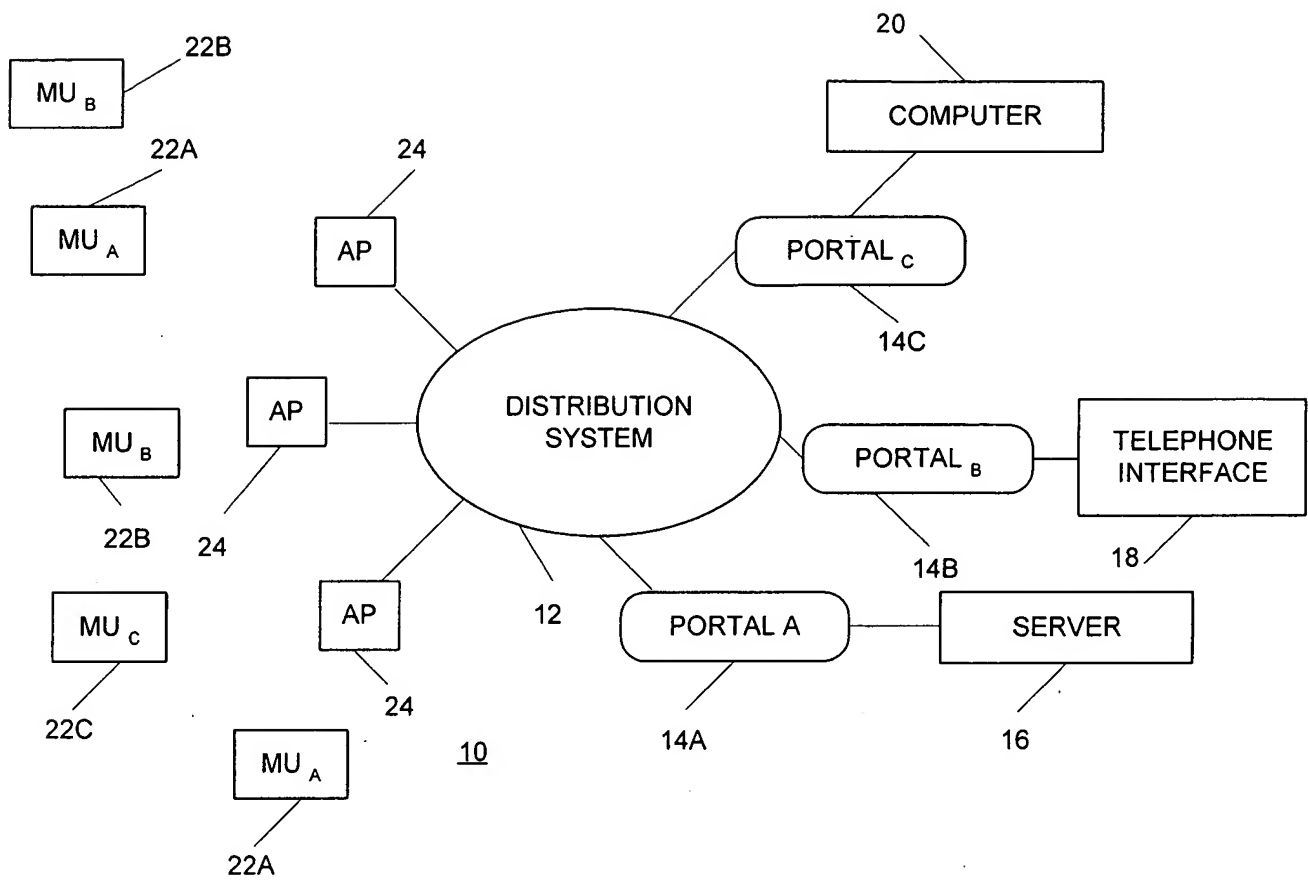 20
22B
MU B
COMPUTER
22A
24
MU A
AP
PORTAL C
14C
DISTRIBUTION
SYSTEM
AP
MU B
PORTAL B
TELEPHONE
INTERFACE
22B
24
14B
18
12
AP
MU C
PORTAL A
SERVER
24
22C
14A
16
10
MU A
22A